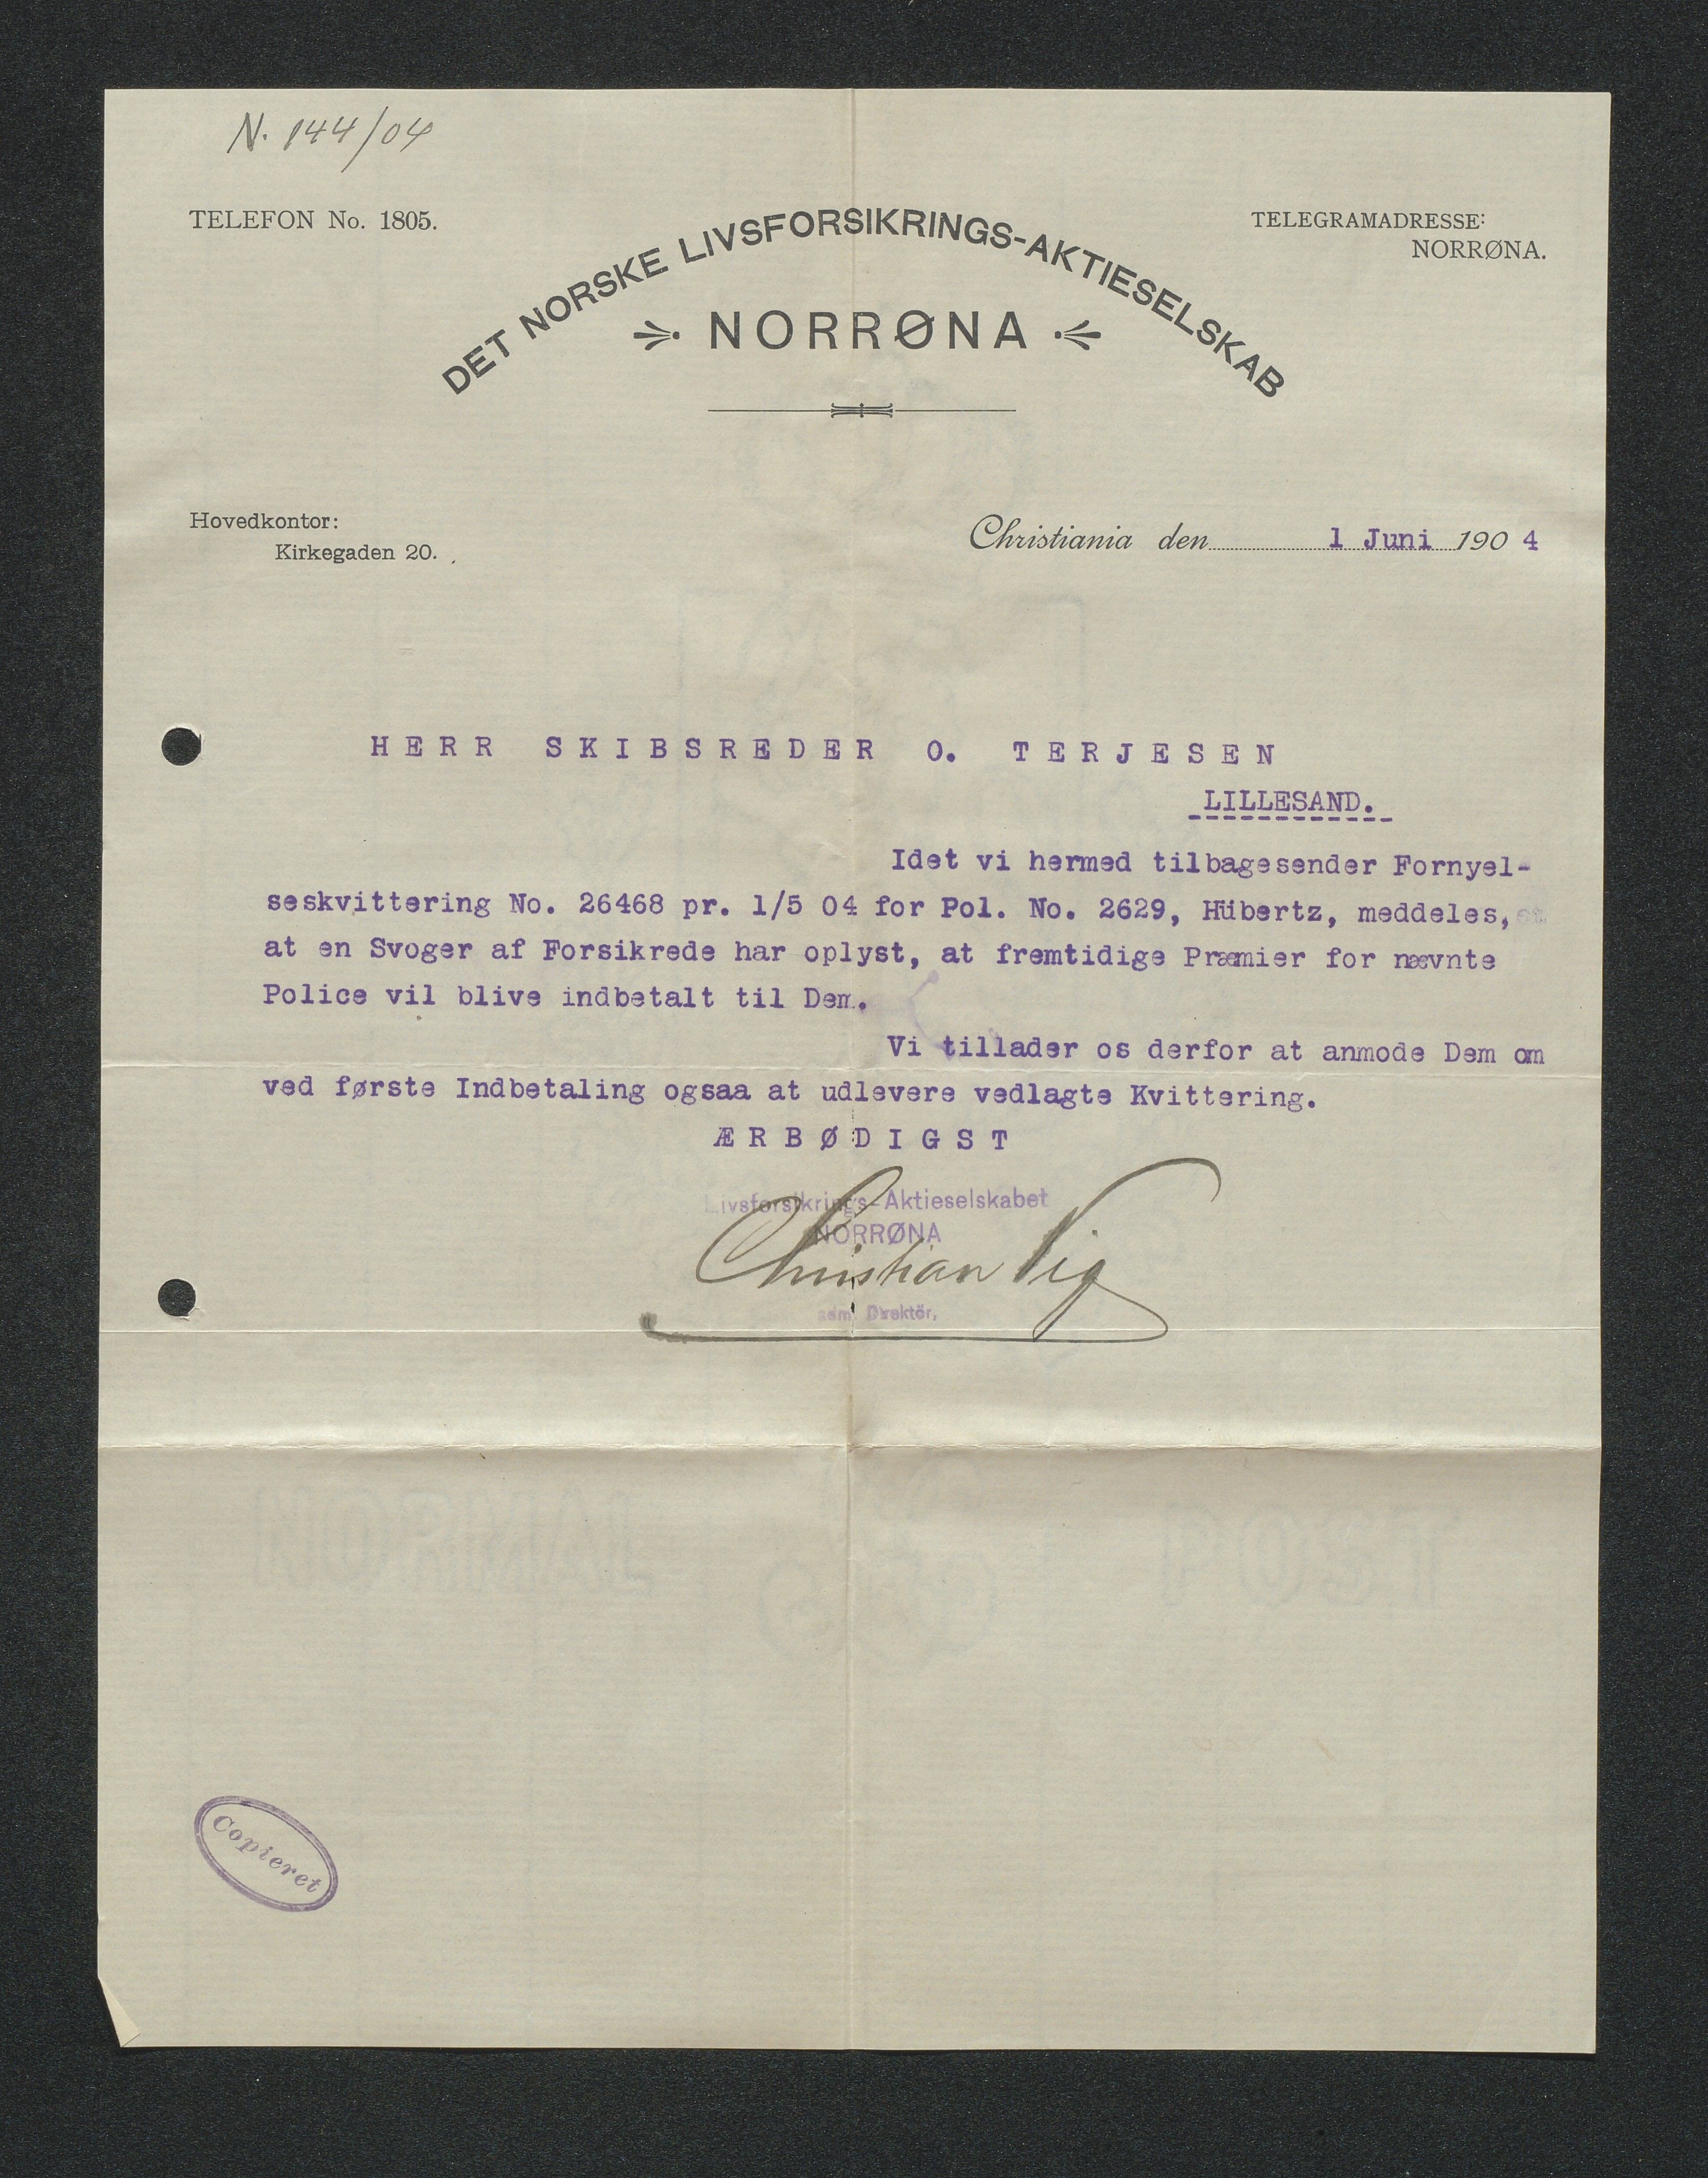 N. 144/04
TELEFON No. 1805.
TELEGRAMADRESSE:
NORRØNA.
DET NORSKE LIVSFORSIKRINGS-AKTIESELSKAB
NORRØNA
Hovedkontor:
Kirkegaden 20.
Christiania den 1 Juni 1904
HERR SKIBSREDER O. TERJESEN
LILLESAND.
Idet vi hermed tilbagesender Fornyel-
seskvittering No. 26468 pr. 1/5 04 for Pol. No. 2629, Hübertz, meddeles,
at en Svoger af Forsikrede har oplyst, at fremtidige Præmier for nævnte
Police vil blive indbetalt til Dem.
Vi tillader os derfor at anmode Dem om
ved første Indbetaling ogsaa at udlevere vedlagte Kvittering.
ÆRBØDIGST
Livsforsikrings-Aktieselskabet
NORRØNA
Christian Vig
adm. Direktör,
Copieret